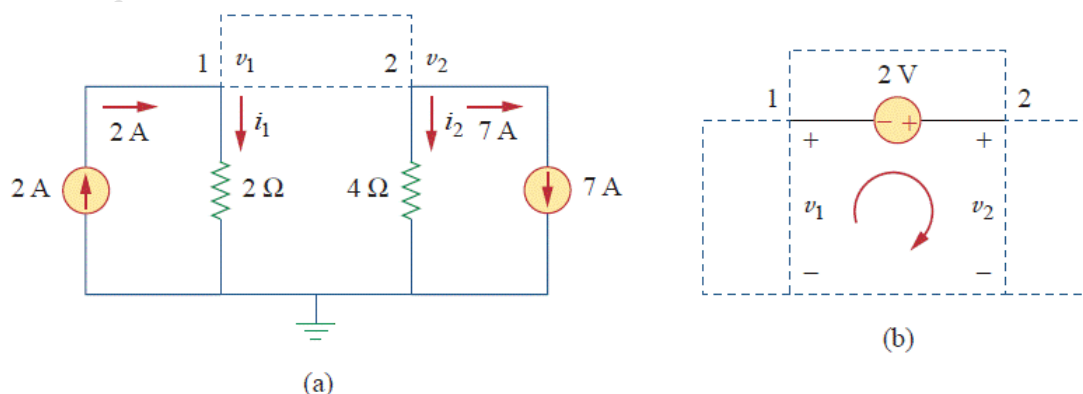 1 v₁ 2 v₂
2 A i₁ i₂ 7 A
2 A 2 Ω 4 Ω 7 A
(a)
2 V
1 2
− +
+ +
v₁ v₂
− −
(b)